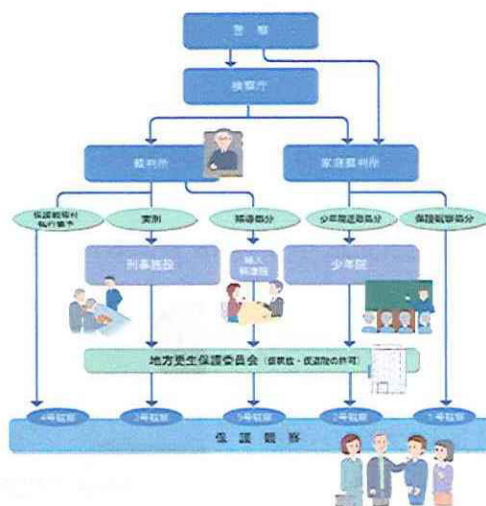 警察
検察庁
裁判所
家庭裁判所
保護観察付
執行猶予
実刑
補導処分
少年院送致処分
保護観察処分
刑事施設
婦人
補導院
少年院
地方更生保護委員会（仮釈放・仮退院の許可）
4号観察
3号観察
5号観察
2号観察
1号観察
保護観察